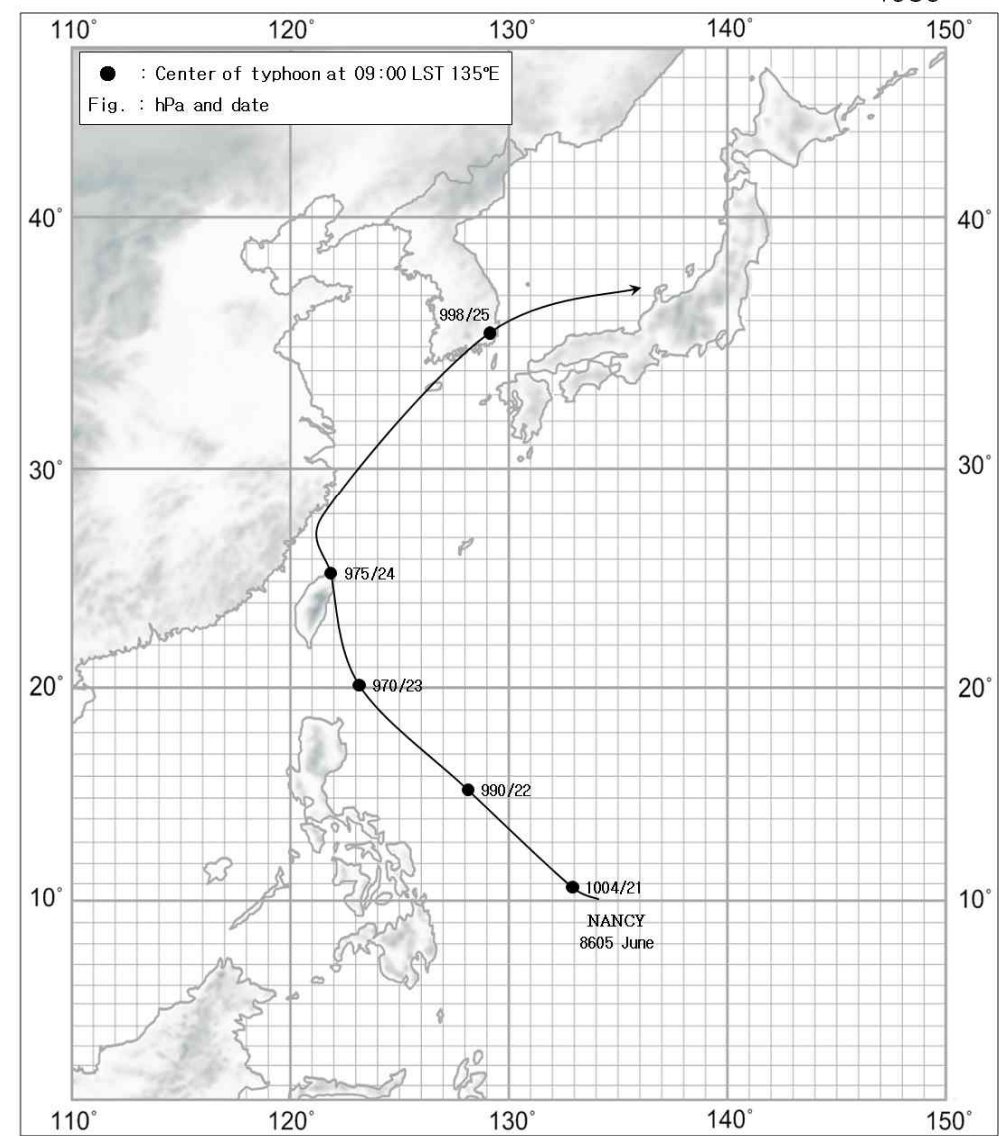 110° 120° 130° 140° 150°
● : Center of typhoon at 09:00 LST 135°E
Fig. : hPa and date
40° 40°
998/25
30° 30°
975/24
20° 970/23 20°
990/22
1004/21
10° 10°
NANCY
8605 June
110° 120° 130° 140° 150°